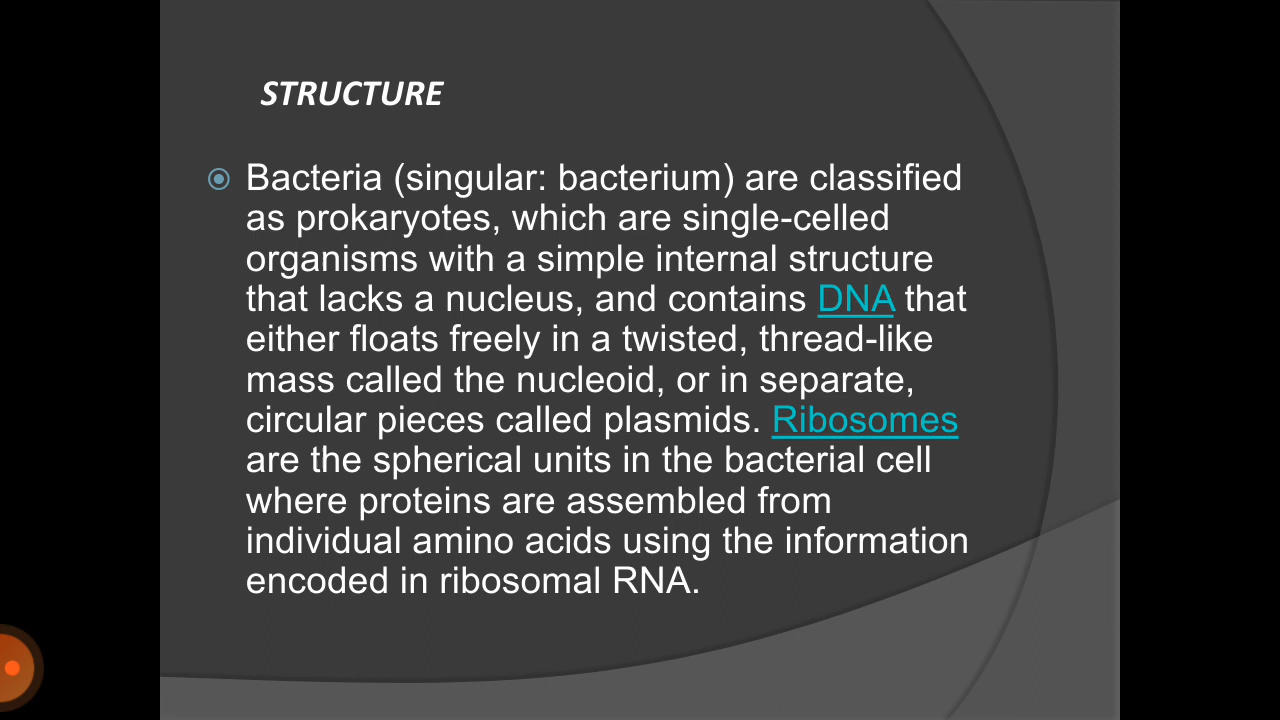 STRUCTURE
Bacteria (singular: bacterium) are classified
as prokaryotes, which are single-celled
organisms with a simple internal structure
that lacks a nucleus, and contains DNA that
either floats freely in a twisted, thread-like
mass called the nucleoid, or in separate,
circular pieces called plasmids. Ribosomes
are the spherical units in the bacterial cell
where proteins are assembled from
individual amino acids using the information
encoded in ribosomal RNA.